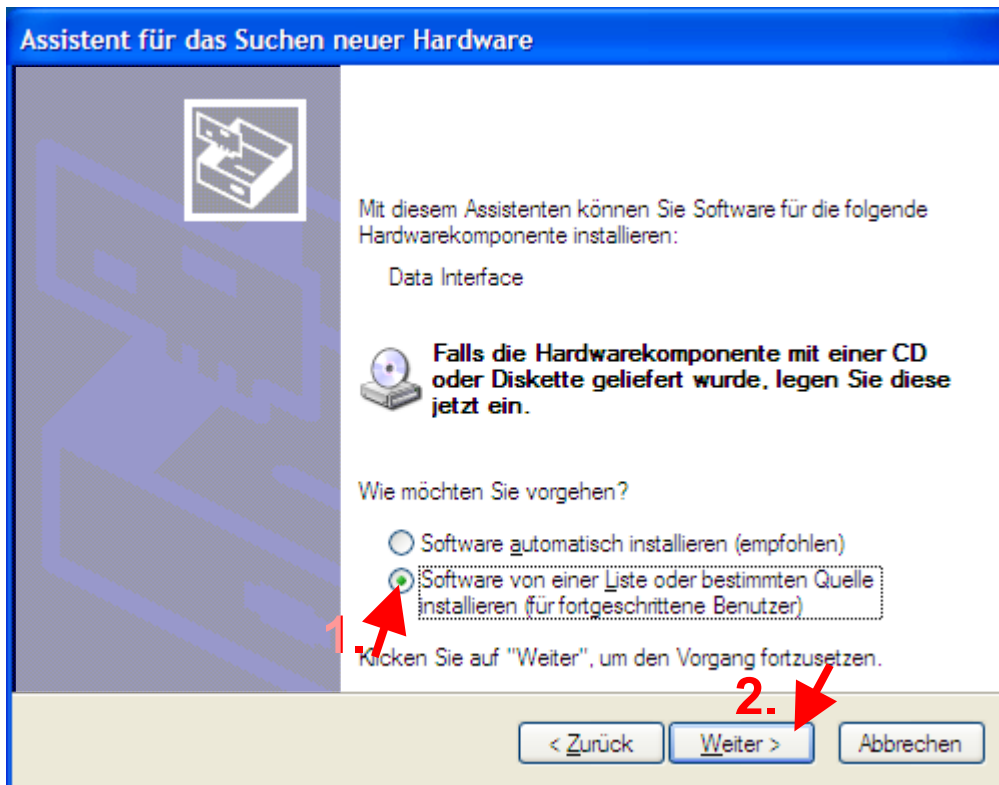 Assistent für das Suchen neuer Hardware
Mit diesem Assistenten können Sie Software für die folgende
Hardwarekomponente installieren:
Data Interface
Falls die Hardwarekomponente mit einer CD
oder Diskette geliefert wurde, legen Sie diese
jetzt ein.
Wie möchten Sie vorgehen?
Software automatisch installieren (empfohlen)
Software von einer Liste oder bestimmten Quelle
installieren (für fortgeschrittene Benutzer)
1.
Klicken Sie auf "Weiter", um den Vorgang fortzusetzen.
2.
< Zurück
Weiter >
Abbrechen